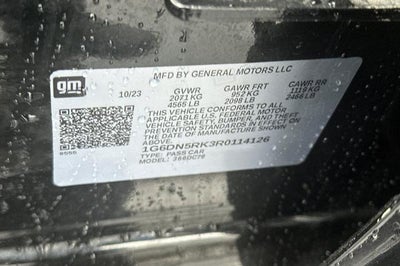 gm
MFD BY GENERAL MOTORS LLC
10/23 GVWR GAWR FRT GAWR RR
2071 KG 952 KG 1119 KG
4565 LB 2098 LB 2466 LB
THIS VEHICLE CONFORMS TO ALL
APPLICABLE U.S. FEDERAL MOTOR
VEHICLE SAFETY, BUMPER, AND THEFT
PREVENTION STANDARDS IN EFFECT ON
THE DATE OF MANUFACTURE SHOWN
ABOVE.
1G6DN5RK3R0114126
TYPE: PASS CAR
MODEL: